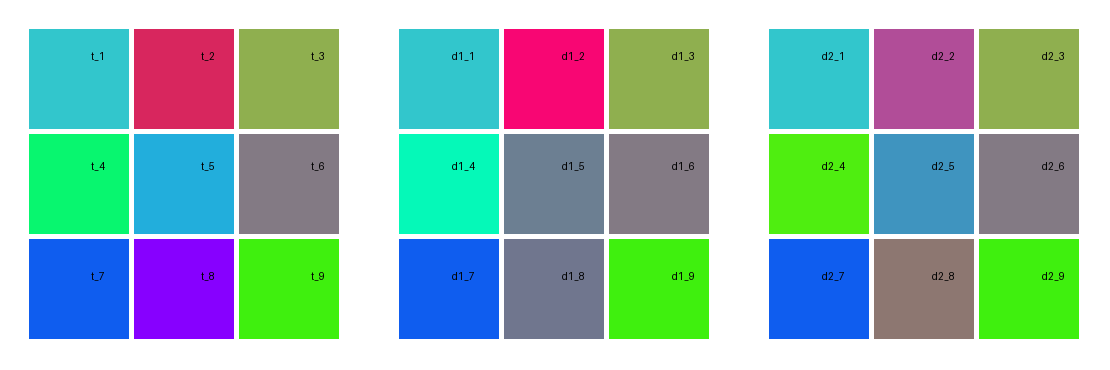 t_1 t_2 t_3 d1_1 d1_2 d1_3 d2_1 d2_2 d2_3
t_4 t_5 t_6 d1_4 d1_5 d1_6 d2_4 d2_5 d2_6
t_7 t_8 t_9 d1_7 d1_8 d1_9 d2_7 d2_8 d2_9